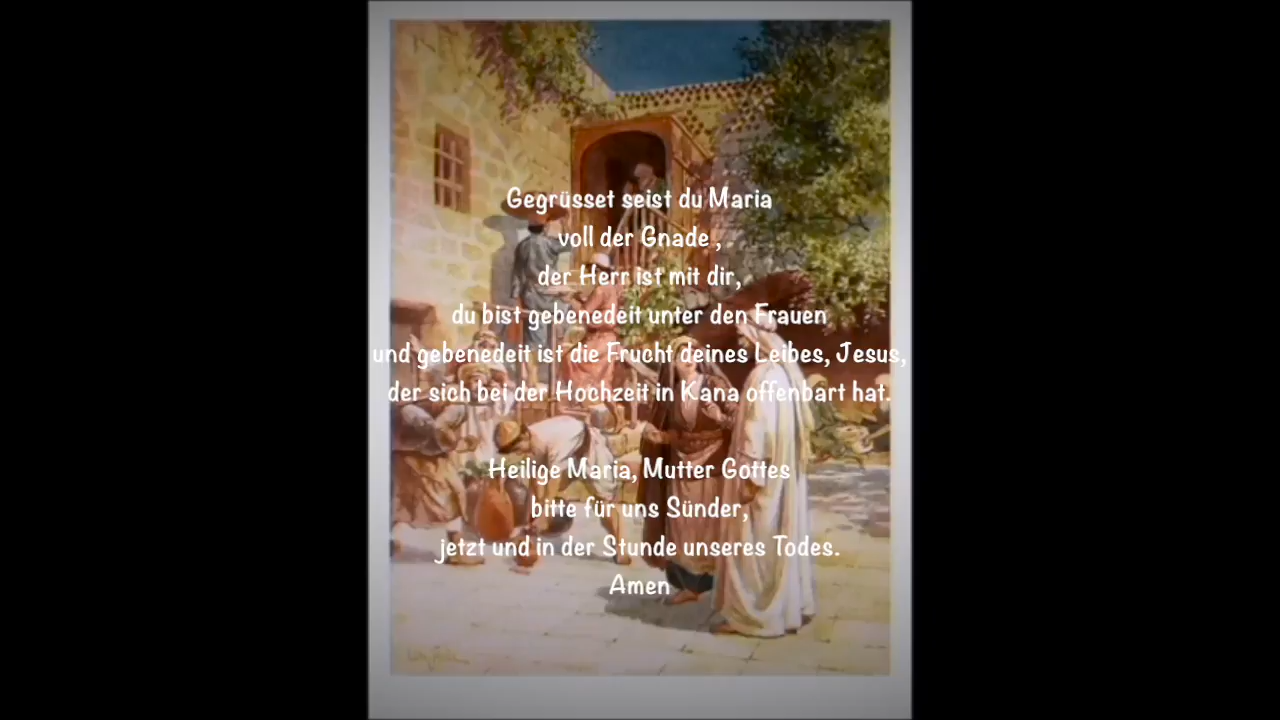 Gegrüsset seist du Maria
voll der Gnade ,
der Herr ist mit dir,
du bist gebenedeit unter den Frauen
und gebenedeit ist die Frucht deines Leibes, Jesus,
der sich bei der Hochzeit in Kana offenbart hat.
Heilige Maria, Mutter Gottes
bitte für uns Sünder,
jetzt und in der Stunde unseres Todes.
Amen